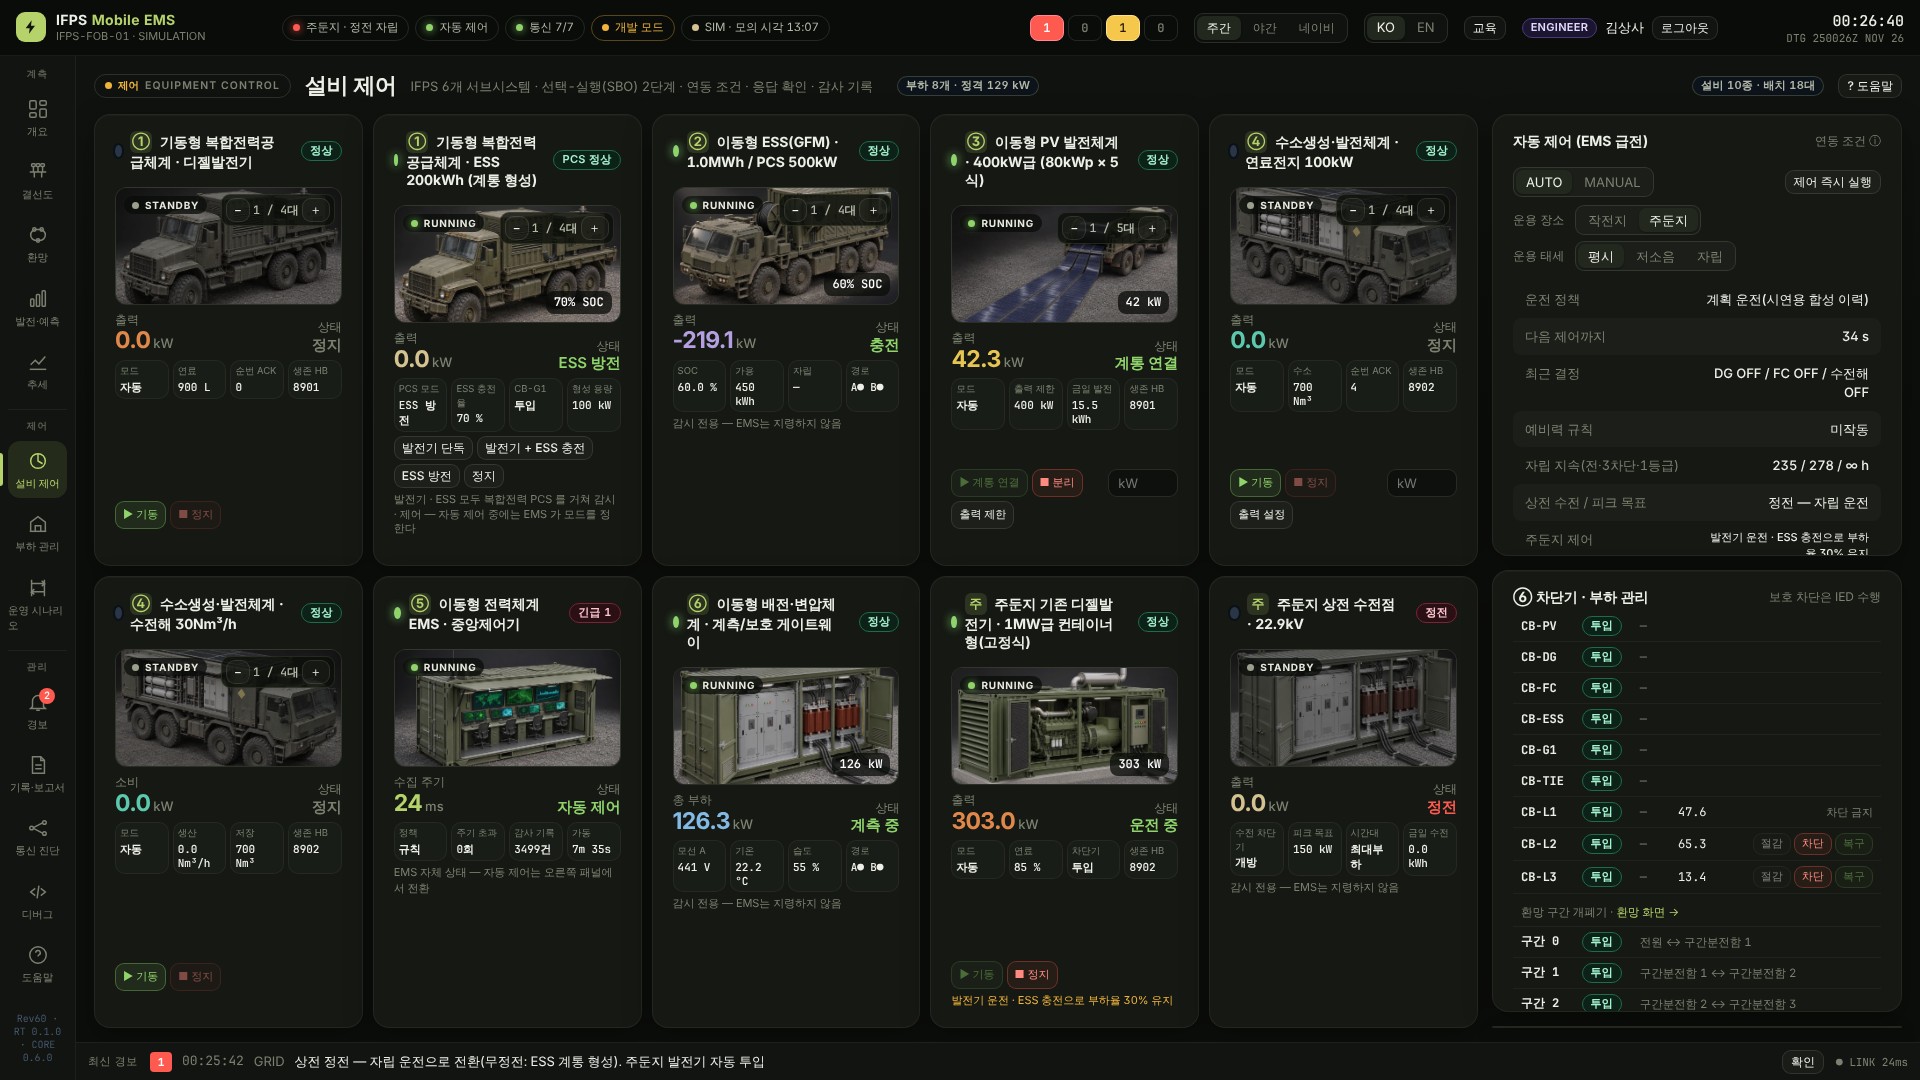 IFPS Mobile EMS
IFPS-FOB-01 · SIMULATION
주둔지 · 정전 자립
자동 제어
통신 7/7
개발 모드
SIM · 모의 시각 13:07
1
0
1
0
주간
야간
네이비
KO
EN
교육
ENGINEER
김상사
로그아웃
00:26:40
DTG 250026Z NOV 26
계측
개요
결선도
환망
발전·예측
추세
제어
설비 제어
부하 관리
운영 시나리
오
관리
2
경보
기록·보고서
통신 진단
디버그
도움말
Rev60 ·
RT 0.1.0
· CORE
0.6.0
제어 EQUIPMENT CONTROL
설비 제어
IFPS 6개 서브시스템 · 선택-실행(SBO) 2단계 · 연동 조건 · 응답 확인 · 감사 기록
부하 8개 · 정격 129 kW
설비 10종 · 배치 18대
? 도움말
① 기동형 복합전력공
급체계 · 디젤발전기
정상
STANDBY
− 1 / 4대 +
출력
0.0 kW
상태
정지
모드
자동
연료
900 L
순번 ACK
0
생존 HB
8901
▶ 기동
■ 정지
① 기동형 복합전력
공급체계 · ESS
200kWh (계통 형성)
PCS 정상
RUNNING
− 1 / 4대 +
70% SOC
출력
0.0 kW
상태
ESS 방전
PCS 모드
ESS 방
전
ESS 충전
율
70 %
CB-G1
투입
형성 용량
100 kW
발전기 단독
발전기 + ESS 충전
ESS 방전
정지
발전기 · ESS 모두 복합전력 PCS 를 거쳐 감시
· 제어 — 자동 제어 중에는 EMS 가 모드를 정
한다
② 이동형 ESS(GFM) ·
1.0MWh / PCS 500kW
정상
RUNNING
− 1 / 4대 +
60% SOC
출력
-219.1 kW
상태
충전
SOC
60.0 %
가용
450
kWh
자립
—
경로
A● B●
감시 전용 — EMS는 지령하지 않음
③ 이동형 PV 발전체계
· 400kW급 (80kWp × 5
식)
정상
RUNNING
− 1 / 5대 +
42 kW
출력
42.3 kW
상태
계통 연결
모드
자동
출력 제한
400 kW
금일 발전
15.5
kWh
생존 HB
8901
▶ 계통 연결
■ 분리
kW
출력 제한
④ 수소생성·발전체계 ·
연료전지 100kW
정상
STANDBY
− 1 / 4대 +
출력
0.0 kW
상태
정지
모드
자동
수소
700
Nm³
순번 ACK
4
생존 HB
8902
▶ 기동
■ 정지
kW
출력 설정
④ 수소생성·발전체계 ·
수전해 30Nm³/h
정상
STANDBY
− 1 / 4대 +
소비
0.0 kW
상태
정지
모드
자동
생산
0.0
Nm³/h
저장
700
Nm³
생존 HB
8902
▶ 기동
■ 정지
⑤ 이동형 전력체계
EMS · 중앙제어기
긴급 1
RUNNING
수집 주기
24 ms
상태
자동 제어
정책
규칙
주기 초과
0회
감사 기록
3499건
가동
7m 35s
EMS 자체 상태 — 자동 제어는 오른쪽 패널에
서 전환
⑥ 이동형 배전·변압체
계 · 계측/보호 게이트웨
이
정상
RUNNING
126 kW
총 부하
126.3 kW
상태
계측 중
모선 A
441 V
기온
22.2
°C
습도
55 %
경로
A● B●
감시 전용 — EMS는 지령하지 않음
주 주둔지 기존 디젤발
전기 · 1MW급 컨테이너
형(고정식)
정상
RUNNING
303 kW
출력
303.0 kW
상태
운전 중
모드
자동
연료
85 %
차단기
투입
생존 HB
8902
▶ 기동
■ 정지
발전기 운전 · ESS 충전으로 부하율 30% 유지
주 주둔지 상전 수전점
· 22.9kV
정전
STANDBY
출력
0.0 kW
상태
정전
수전 차단
기
개방
피크 목표
150 kW
시간대
최대부
하
금일 수전
0.0
kWh
감시 전용 — EMS는 지령하지 않음
자동 제어 (EMS 급전)
연동 조건 ⓘ
AUTO
MANUAL
제어 즉시 실행
운용 장소
작전지
주둔지
운용 태세
평시
저소음
자립
운전 정책
계획 운전(시연용 합성 이력)
다음 제어까지
34 s
최근 결정
DG OFF / FC OFF / 수전해
OFF
예비력 규칙
미작동
자립 지속(전·3차단·1등급)
235 / 278 / ∞ h
상전 수전 / 피크 목표
정전 — 자립 운전
주둔지 제어
발전기 운전 · ESS 충전으로 부하
율 30% 유지
⑥ 차단기 · 부하 관리
보호 차단은 IED 수행
CB-PV 투입 —
CB-DG 투입 —
CB-FC 투입 —
CB-ESS 투입 —
CB-G1 투입 —
CB-TIE 투입 —
CB-L1 투입 — 47.6 차단 금지
CB-L2 투입 — 65.3 절감 차단 복구
CB-L3 투입 — 13.4 절감 차단 복구
환망 구간 개폐기 · 환망 화면 →
구간 0 투입 전원 ↔ 구간분전함 1
구간 1 투입 구간분전함 1 ↔ 구간분전함 2
구간 2 투입 구간분전함 2 ↔ 구간분전함 3
최신 경보
1
00:25:42 GRID 상전 정전 — 자립 운전으로 전환(무정전: ESS 계통 형성). 주둔지 발전기 자동 투입
확인
LINK 24ms